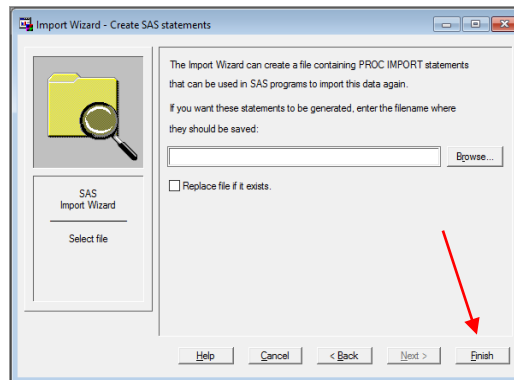 Import Wizard - Create SAS statements
The Import Wizard can create a file containing PROC IMPORT statements
that can be used in SAS programs to import this data again.
If you want these statements to be generated, enter the filename where
they should be saved:
Browse...
Replace file if it exists.
SAS
Import Wizard
Select file
Help
Cancel
< Back
Next >
Finish